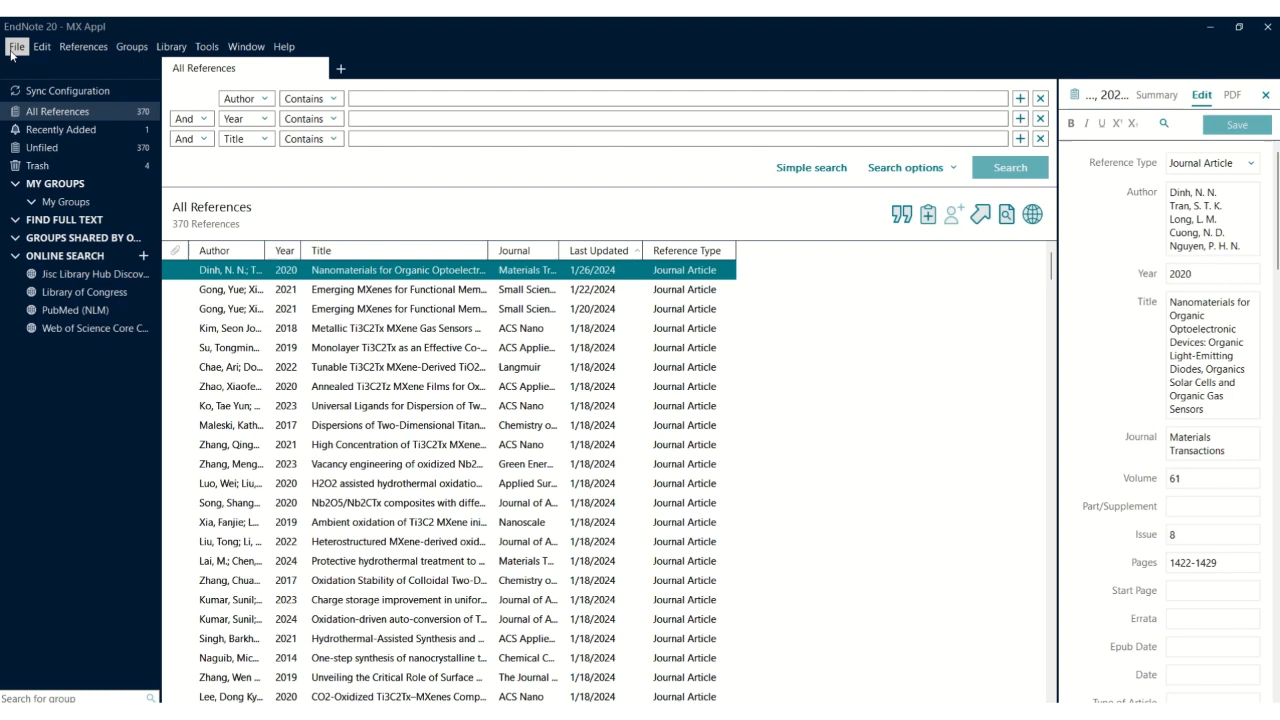 EndNote 20 - MX Appl
File Edit References Groups Library Tools Window Help
All References
Sync Configuration
All References 370
Recently Added 1
Unfiled 370
Trash 4
MY GROUPS
My Groups
FIND FULL TEXT
GROUPS SHARED BY O...
ONLINE SEARCH
Jisc Library Hub Discov...
Library of Congress
PubMed (NLM)
Web of Science Core C...
Search for group
Author Contains
And Year Contains
And Title Contains
Simple search Search options Search
All References
370 References
Author Year Title Journal Last Updated Reference Type
Dinh, N. N.; T... 2020 Nanomaterials for Organic Optoelectr... Materials Tr... 1/26/2024 Journal Article
Gong, Yue; Xi... 2021 Emerging MXenes for Functional Mem... Small Scien... 1/22/2024 Journal Article
Gong, Yue; Xi... 2021 Emerging MXenes for Functional Mem... Small Scien... 1/20/2024 Journal Article
Kim, Seon Jo... 2018 Metallic Ti3C2Tx MXene Gas Sensors ... ACS Nano 1/18/2024 Journal Article
Su, Tongmin... 2019 Monolayer Ti3C2Tx as an Effective Co-... ACS Applie... 1/18/2024 Journal Article
Chae, Ari; Do... 2022 Tunable Ti3C2Tx MXene-Derived TiO2... Langmuir 1/18/2024 Journal Article
Zhao, Xiaofe... 2020 Annealed Ti3C2Tz MXene Films for Ox... ACS Applie... 1/18/2024 Journal Article
Ko, Tae Yun; ... 2023 Universal Ligands for Dispersion of Tw... ACS Nano 1/18/2024 Journal Article
Maleski, Kath... 2017 Dispersions of Two-Dimensional Titan... Chemistry o... 1/18/2024 Journal Article
Zhang, Qing... 2021 High Concentration of Ti3C2Tx MXene... ACS Nano 1/18/2024 Journal Article
Zhang, Meng... 2023 Vacancy engineering of oxidized Nb2... Green Ener... 1/18/2024 Journal Article
Luo, Wei; Liu,... 2020 H2O2 assisted hydrothermal oxidatio... Applied Sur... 1/18/2024 Journal Article
Song, Shang... 2020 Nb2O5/Nb2CTx composites with diffe... Journal of A... 1/18/2024 Journal Article
Xia, Fanjie; L... 2019 Ambient oxidation of Ti3C2 MXene ini... Nanoscale 1/18/2024 Journal Article
Liu, Tong; Li, ... 2022 Heterostructured MXene-derived oxid... Journal of A... 1/18/2024 Journal Article
Lai, M.; Chen,... 2024 Protective hydrothermal treatment to ... Materials T... 1/18/2024 Journal Article
Zhang, Chua... 2017 Oxidation Stability of Colloidal Two-D... Chemistry o... 1/18/2024 Journal Article
Kumar, Sunil;... 2023 Charge storage improvement in unifor... Journal of A... 1/18/2024 Journal Article
Kumar, Sunil;... 2024 Oxidation-driven auto-conversion of T... Journal of A... 1/18/2024 Journal Article
Singh, Barkh... 2021 Hydrothermal-Assisted Synthesis and ... ACS Applie... 1/18/2024 Journal Article
Naguib, Mic... 2014 One-step synthesis of nanocrystalline t... Chemical C... 1/18/2024 Journal Article
Zhang, Wen ... 2019 Unveiling the Critical Role of Surface ... The Journal ... 1/18/2024 Journal Article
Lee, Dong Ky... 2020 CO2-Oxidized Ti3C2Tx–MXenes Comp... ACS Nano 1/18/2024 Journal Article
..., 202... Summary Edit PDF
B I U X¹ X₁ Save
Reference Type Journal Article
Author Dinh, N. N.
Tran, S. T. K.
Long, L. M.
Cuong, N. D.
Nguyen, P. H. N.
Year 2020
Title Nanomaterials for
Organic
Optoelectronic
Devices: Organic
Light-Emitting
Diodes, Organics
Solar Cells and
Organic Gas
Sensors
Journal Materials
Transactions
Volume 61
Part/Supplement
Issue 8
Pages 1422-1429
Start Page
Errata
Epub Date
Date
Type of Article